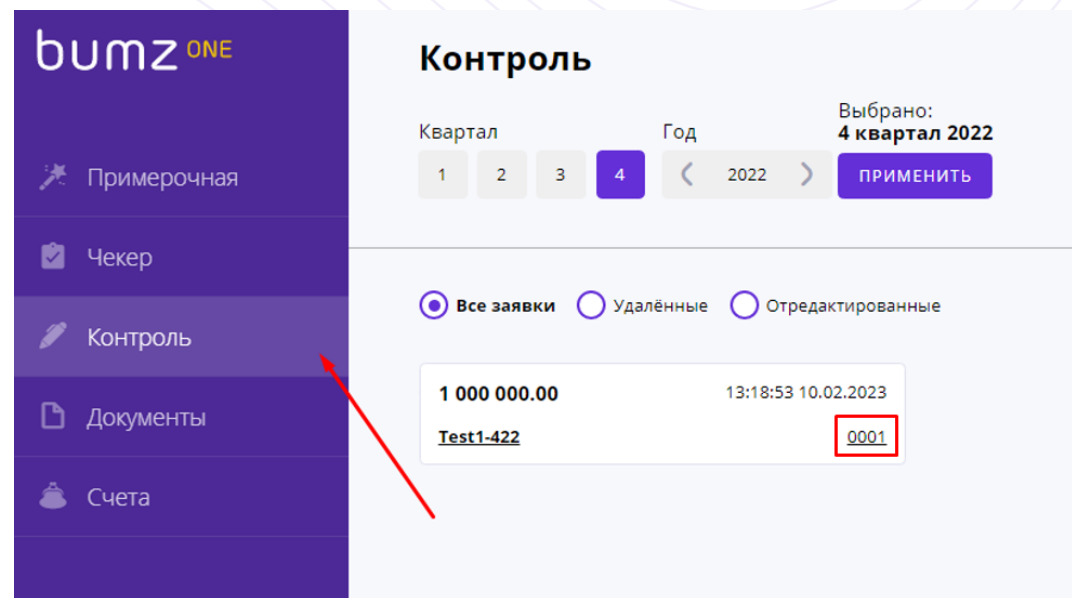 bumz ONE
Примерочная
Чекер
Контроль
Документы
Счета
Контроль
Квартал
1 2 3 4
Год
2022
Выбрано:
4 квартал 2022
ПРИМЕНИТЬ
Все заявки Удалённые Отредактированные
1 000 000.00 13:18:53 10.02.2023
Test1-422 0001